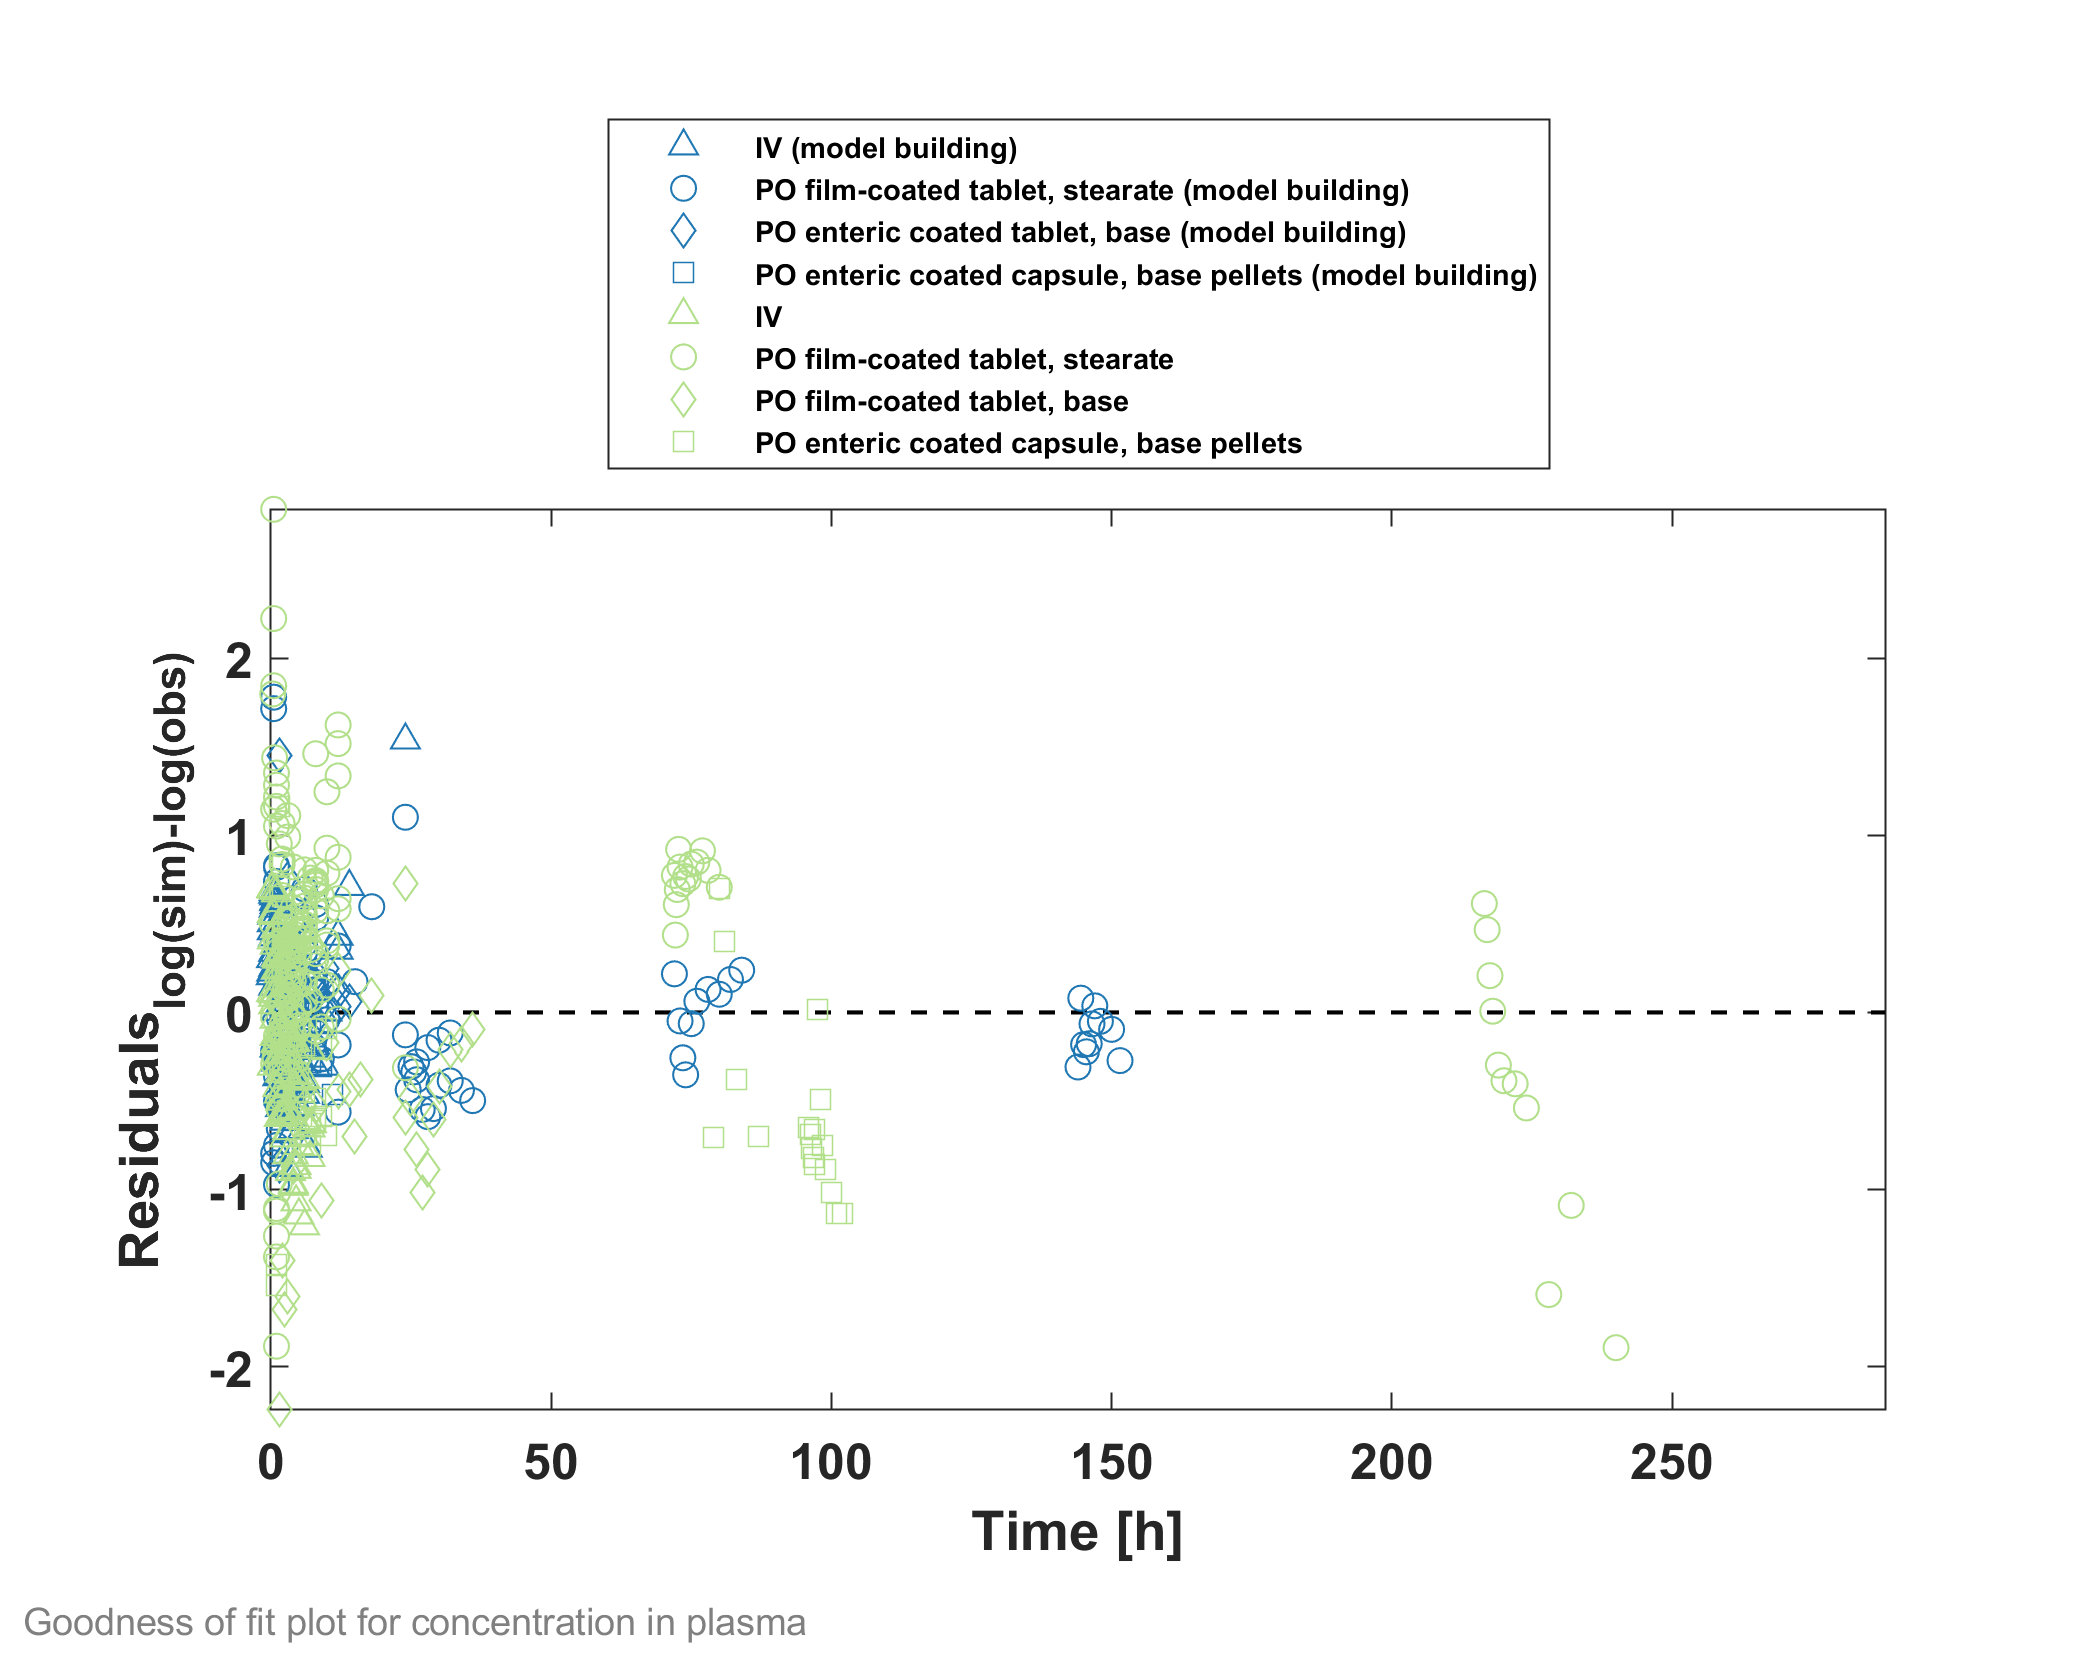 IV (model building)
PO film-coated tablet, stearate (model building)
PO enteric coated tablet, base (model building)
PO enteric coated capsule, base pellets (model building)
IV
PO film-coated tablet, stearate
PO film-coated tablet, base
PO enteric coated capsule, base pellets
Residuals log(sim)-log(obs)
2
1
0
-1
-2
0 50 100 150 200 250
Time [h]
Goodness of fit plot for concentration in plasma